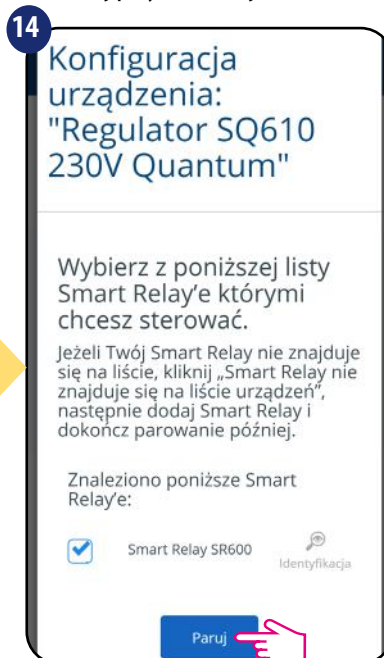 14
Konfiguracja
urządzenia:
"Regulator SQ610
230V Quantum"
Wybierz z poniższej listy
Smart Relay'e którymi
chcesz sterować.
Jeżeli Twój Smart Relay nie znajduje
się na liście, kliknij „Smart Relay nie
znajduje się na liście urządzeń”,
następnie dodaj Smart Relay i
dokończ parowanie później.
Znaleziono poniższe Smart
Relay'e:
Smart Relay SR600
Identyfikacja
Paruj